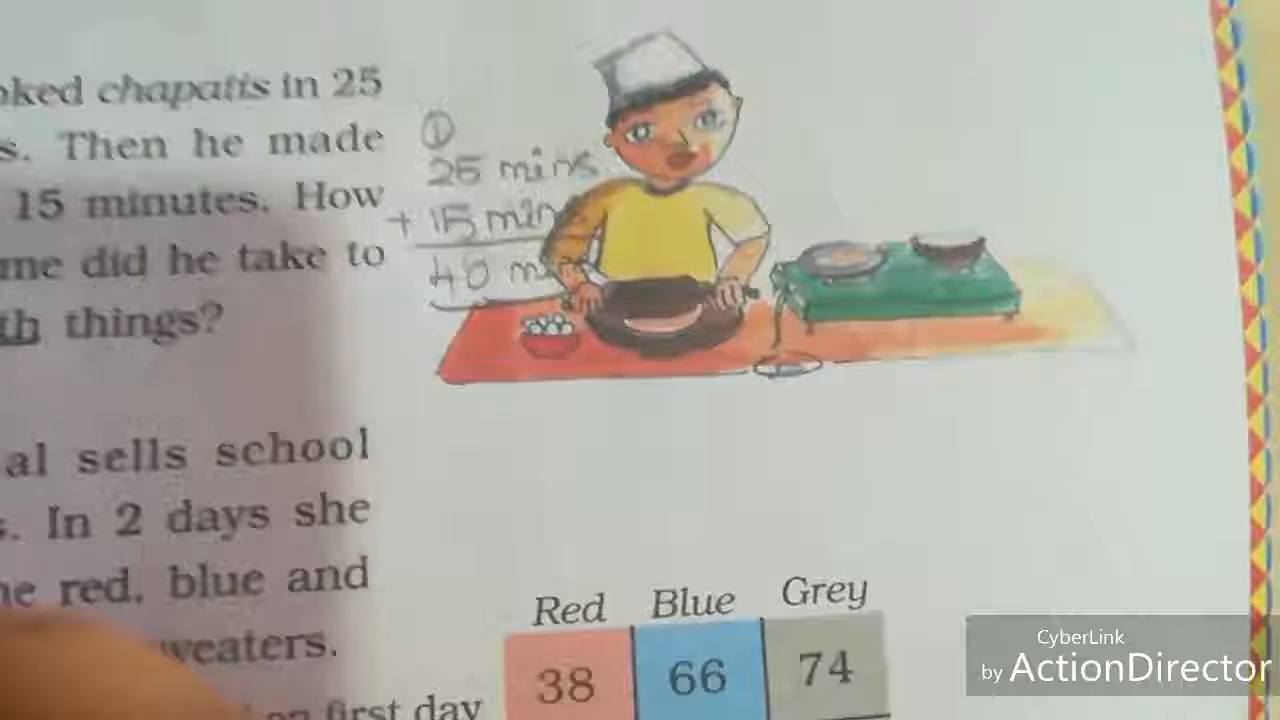 oked chapatis in 25
s. Then he made
15 minutes. How
me did he take to
th things?
①
25 mins
+ 15 min
40 m
al sells school
s. In 2 days she
he red, blue and
weaters.
on first day
Red Blue Grey
38 66 74
CyberLink
by ActionDirector